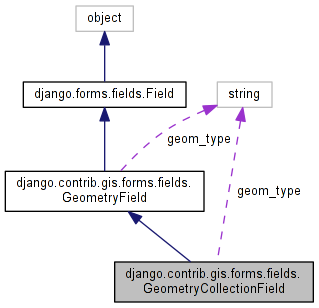 object
django.forms.fields.Field
string
geom_type
django.contrib.gis.forms.fields.
GeometryField
geom_type
django.contrib.gis.forms.fields.
GeometryCollectionField